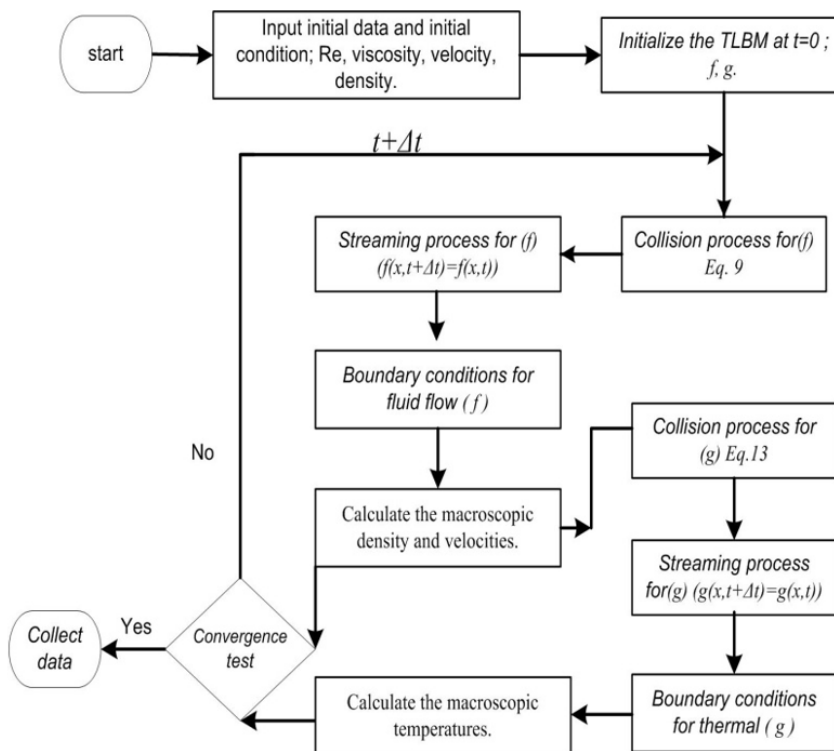 start
Input initial data and initial
condition; Re, viscosity, velocity,
density.
Initialize the TLBM at t=0 ;
f, g.
t+Δt
Collision process for(f)
Eq. 9
Streaming process for (f)
(f(x,t+Δt)=f(x,t))
Boundary conditions for
fluid flow ( f )
Calculate the macroscopic
density and velocities.
Collision process for
(g) Eq.13
Streaming process
for(g) (g(x,t+Δt)=g(x,t))
Boundary conditions
for thermal ( g )
Calculate the macroscopic
temperatures.
Convergence
test
No
Yes
Collect
data